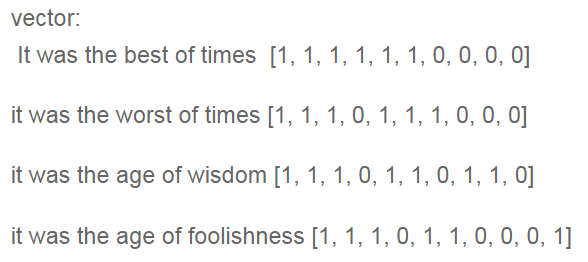 vector:
It was the best of times [1, 1, 1, 1, 1, 1, 0, 0, 0, 0]
it was the worst of times [1, 1, 1, 0, 1, 1, 1, 0, 0, 0]
it was the age of wisdom [1, 1, 1, 0, 1, 1, 0, 1, 1, 0]
it was the age of foolishness [1, 1, 1, 0, 1, 1, 0, 0, 0, 1]